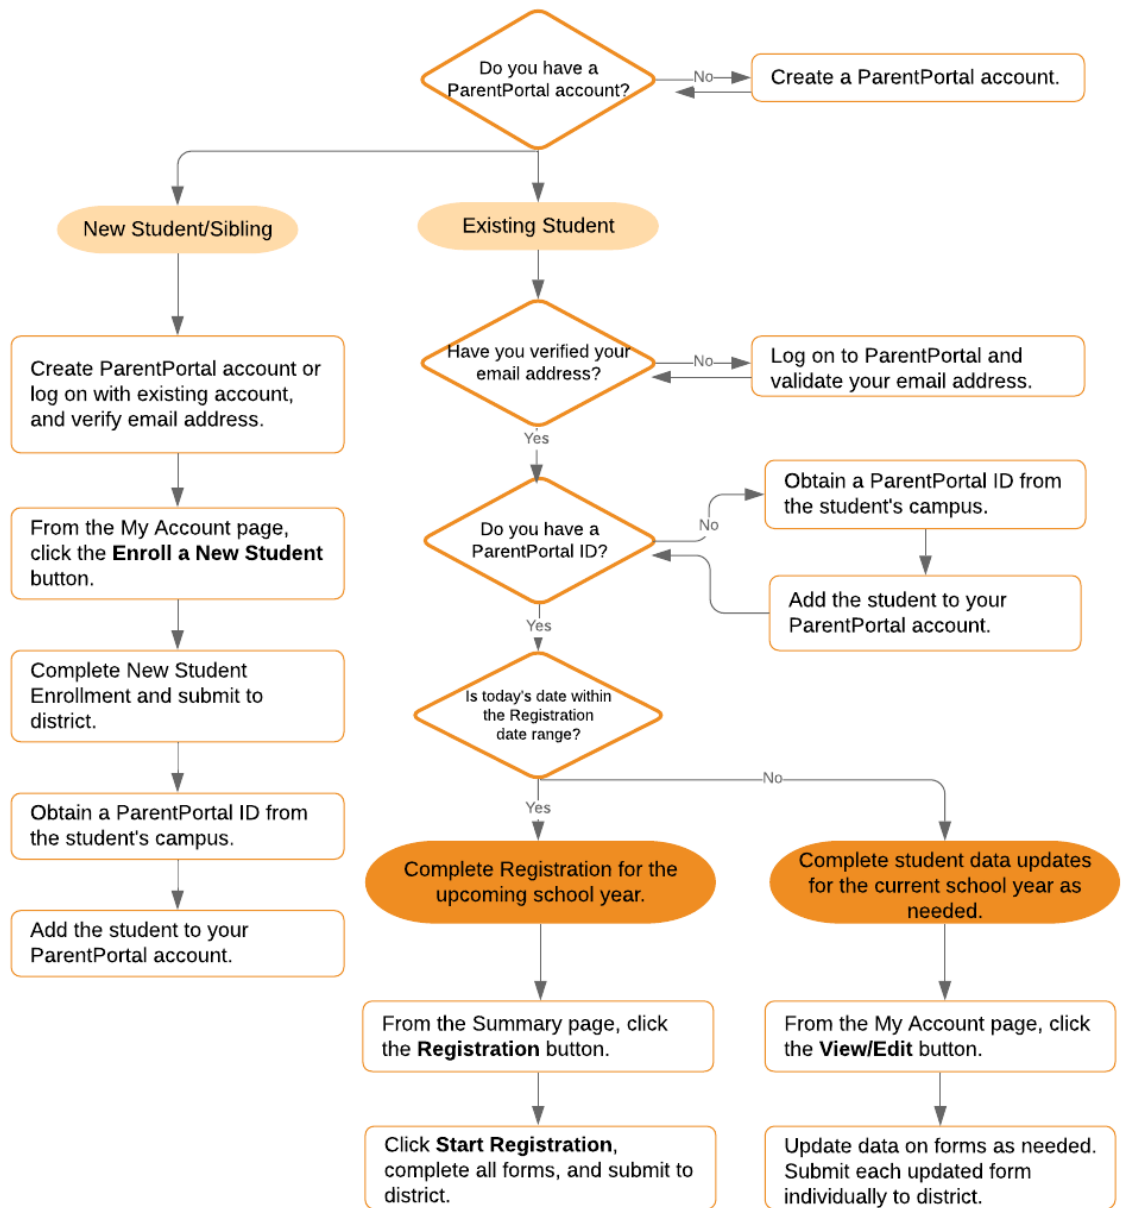 Do you have a
ParentPortal account?
No
Create a ParentPortal account.
New Student/Sibling
Existing Student
Create ParentPortal account or
log on with existing account,
and verify email address.
From the My Account page,
click the Enroll a New Student
button.
Complete New Student
Enrollment and submit to
district.
Obtain a ParentPortal ID from
the student's campus.
Add the student to your
ParentPortal account.
Have you verified your
email address?
No
Log on to ParentPortal and
validate your email address.
Yes
Do you have a
ParentPortal ID?
No
Obtain a ParentPortal ID from
the student's campus.
Add the student to your
ParentPortal account.
Yes
Is today's date within
the Registration
date range?
Yes
No
Complete Registration for the
upcoming school year.
From the Summary page, click
the Registration button.
Click Start Registration,
complete all forms, and submit to
district.
Complete student data updates
for the current school year as
needed.
From the My Account page, click
the View/Edit button.
Update data on forms as needed.
Submit each updated form
individually to district.